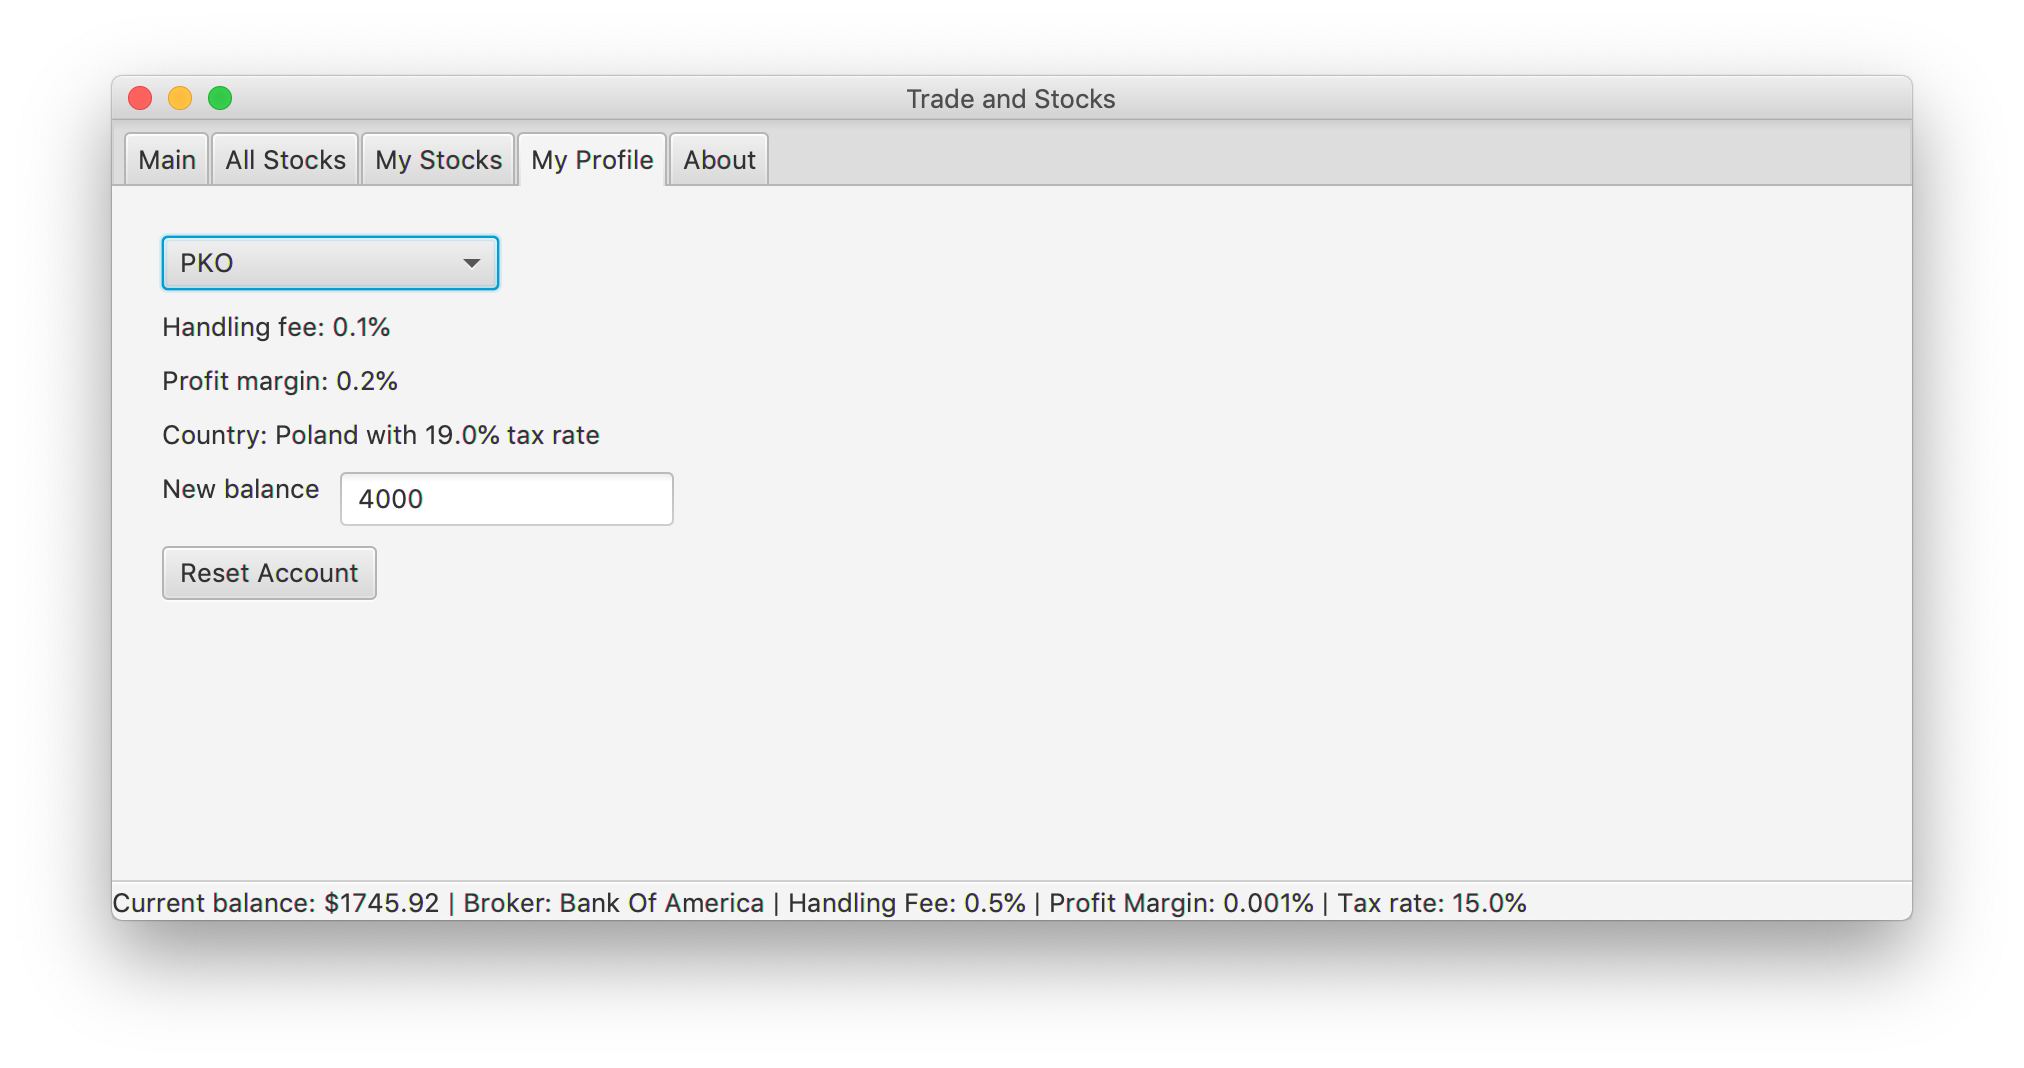 Trade and Stocks
Main All Stocks My Stocks My Profile About
PKO
Handling fee: 0.1%
Profit margin: 0.2%
Country: Poland with 19.0% tax rate
New balance 4000
Reset Account
Current balance: $1745.92 | Broker: Bank Of America | Handling Fee: 0.5% | Profit Margin: 0.001% | Tax rate: 15.0%